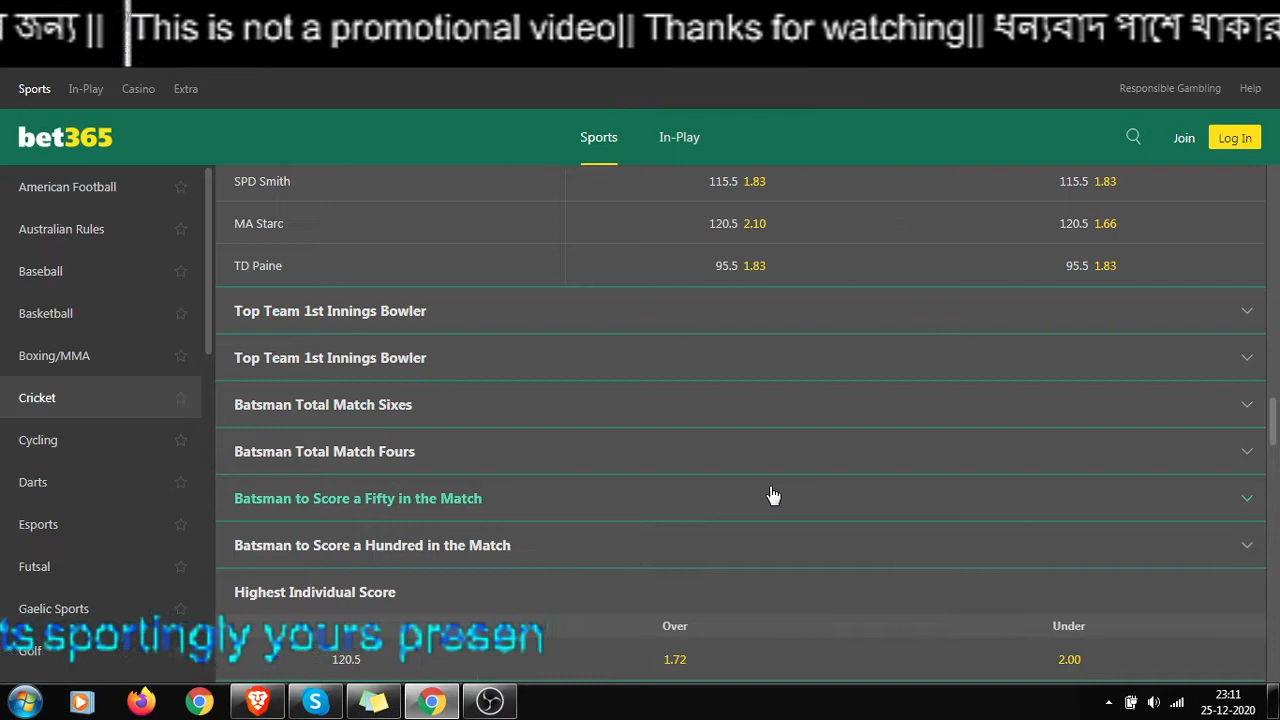 জন্য || This is not a promotional video|| Thanks for watching|| ধন্যবাদ পাশে থাকার
Sports In-Play Casino Extra Responsible Gambling Help
bet365 Sports In-Play Join Log In
American Football
Australian Rules
Baseball
Basketball
Boxing/MMA
Cricket
Cycling
Darts
Esports
Futsal
Gaelic Sports
Golf
SPD Smith 115.5 1.83 115.5 1.83
MA Starc 120.5 2.10 120.5 1.66
TD Paine 95.5 1.83 95.5 1.83
Top Team 1st Innings Bowler
Top Team 1st Innings Bowler
Batsman Total Match Sixes
Batsman Total Match Fours
Batsman to Score a Fifty in the Match
Batsman to Score a Hundred in the Match
Highest Individual Score
Over Under
120.5 1.72 2.00
ts sportingly yours presen
23:11
25-12-2020